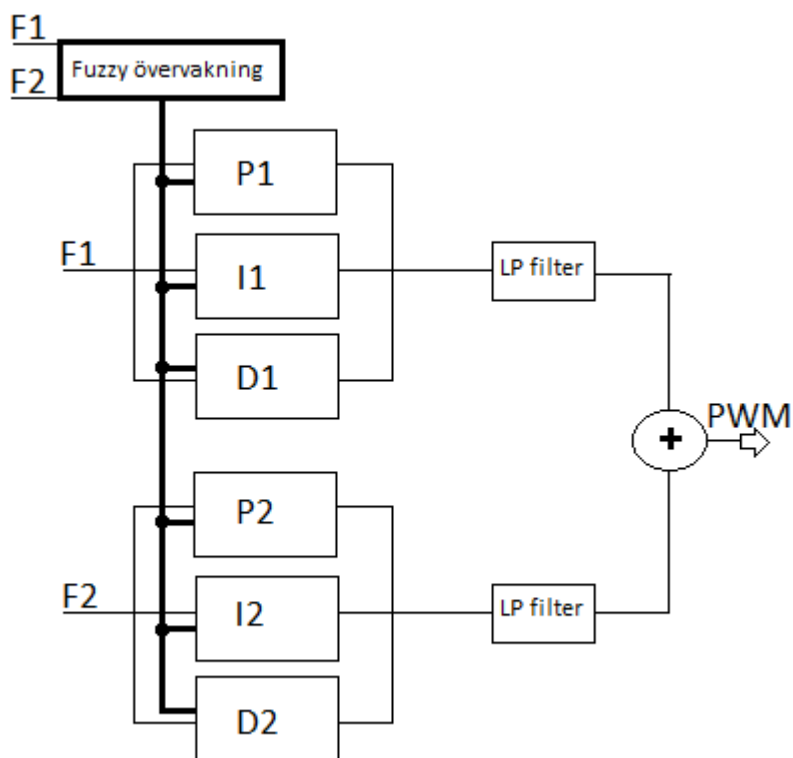 F1
Fuzzy övervakning
F2
P1
F1
I1
LP filter
D1
+
PWM
P2
F2
I2
LP filter
D2